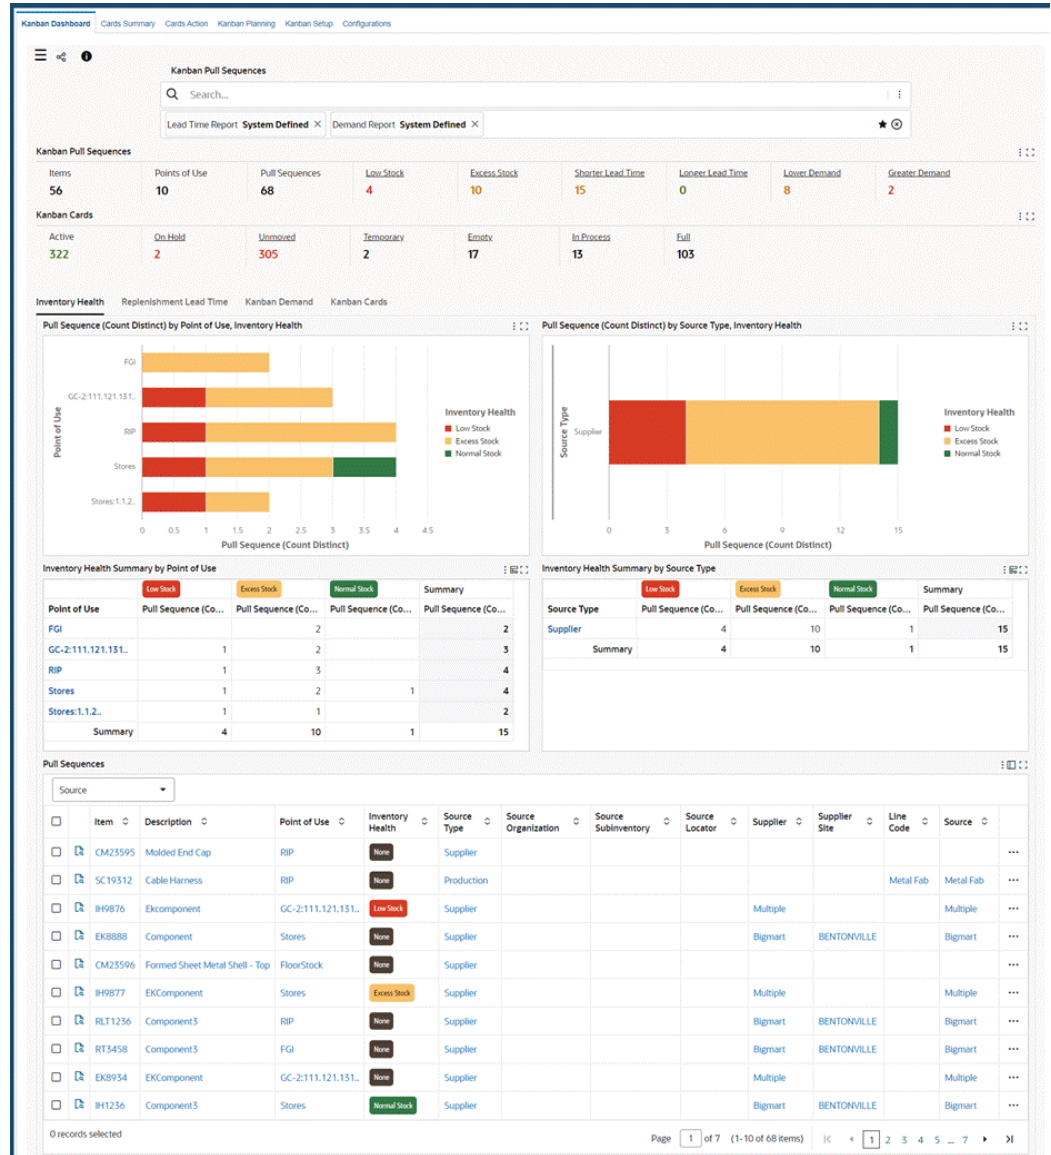 Kanban Dashboard Cards Summary Cards Action Kanban Planning Kanban Setup Configurations
Kanban Pull Sequences
Search...
Lead Time Report System Defined × Demand Report System Defined ×
Kanban Pull Sequences
Items Points of Use Pull Sequences Low Stock Excess Stock Shorter Lead Time Longer Lead Time Lower Demand Greater Demand
56 10 68 4 10 15 0 8 2
Kanban Cards
Active On Hold Unmoved Temporary Empty In Process Full
322 2 305 2 17 13 103
Inventory Health Replenishment Lead Time Kanban Demand Kanban Cards
Pull Sequence (Count Distinct) by Point of Use, Inventory Health
Point of Use
FGI
GC-2:111.121.131..
RIP
Stores
Stores:1.1.2..
0 0.5 1 1.5 2 2.5 3 3.5 4 4.5
Pull Sequence (Count Distinct)
Inventory Health
Low Stock
Excess Stock
Normal Stock
Pull Sequence (Count Distinct) by Source Type, Inventory Health
Source Type
Supplier
0 3 6 9 12 15
Pull Sequence (Count Distinct)
Inventory Health
Low Stock
Excess Stock
Normal Stock
Inventory Health Summary by Point of Use
Low Stock Excess Stock Normal Stock Summary
Point of Use Pull Sequence (Co... Pull Sequence (Co... Pull Sequence (Co... Pull Sequence (Co...
FGI 2 2
GC-2:111.121.131.. 1 2 3
RIP 1 3 4
Stores 1 2 1 4
Stores:1.1.2.. 1 1 2
Summary 4 10 1 15
Inventory Health Summary by Source Type
Low Stock Excess Stock Normal Stock Summary
Source Type Pull Sequence (Co... Pull Sequence (Co... Pull Sequence (Co... Pull Sequence (Co...
Supplier 4 10 1 15
Summary 4 10 1 15
Pull Sequences
Source
Item Description Point of Use Inventory Health Source Type Source Organization Source Subinventory Source Locator Supplier Supplier Site Line Code Source
CM23595 Molded End Cap RIP None Supplier
SC19312 Cable Harness RIP None Production Metal Fab Metal Fab
IH9876 Ekcomponent GC-2:111.121.131.. Low Stock Supplier Multiple Multiple
EK8888 Component Stores None Supplier Bigmart BENTONVILLE Bigmart
CM23596 Formed Sheet Metal Shell - Top FloorStock None Supplier
IH9877 EKComponent Stores Excess Stock Supplier Multiple Multiple
RLT1236 Component3 RIP None Supplier Bigmart BENTONVILLE Bigmart
RT3458 Component3 FGI None Supplier Bigmart BENTONVILLE Bigmart
EK8934 EKComponent GC-2:111.121.131.. None Supplier Multiple Multiple
IH1236 Component3 Stores Normal Stock Supplier Bigmart BENTONVILLE Bigmart
0 records selected
Page 1 of 7 (1-10 of 68 items) 1 2 3 4 5 ... 7